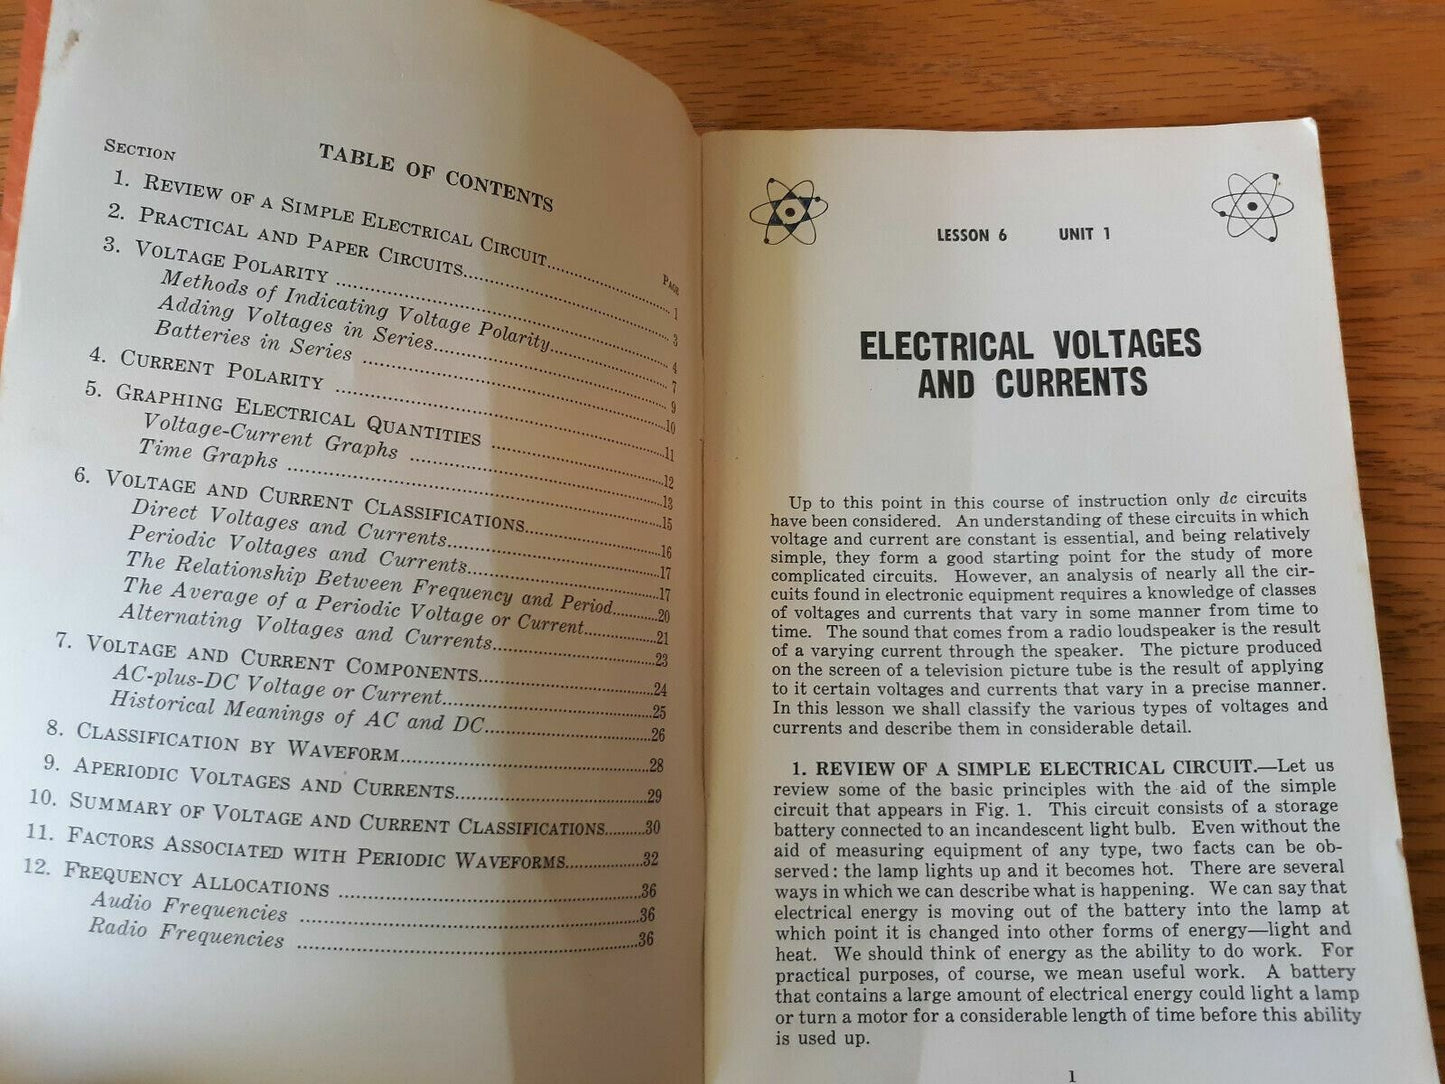 TABLE OF CONTENTS
SECTION
PAGE
1. REVIEW OF A SIMPLE ELECTRICAL CIRCUIT.................... 1
2. PRACTICAL AND PAPER CIRCUITS.................... 3
3. VOLTAGE POLARITY .................... 4
Methods of Indicating Voltage Polarity.................... 7
Adding Voltages in Series.................... 9
Batteries in Series ....................10
4. CURRENT POLARITY ....................11
5. GRAPHING ELECTRICAL QUANTITIES ....................12
Voltage-Current Graphs ....................13
Time Graphs ....................15
6. VOLTAGE AND CURRENT CLASSIFICATIONS....................16
Direct Voltages and Currents....................17
Periodic Voltages and Currents....................17
The Relationship Between Frequency and Period..........20
The Average of a Periodic Voltage or Current...............21
Alternating Voltages and Currents....................23
7. VOLTAGE AND CURRENT COMPONENTS....................24
AC-plus-DC Voltage or Current....................25
Historical Meanings of AC and DC....................26
8. CLASSIFICATION BY WAVEFORM....................28
9. APERIODIC VOLTAGES AND CURRENTS....................29
10. SUMMARY OF VOLTAGE AND CURRENT CLASSIFICATIONS.........30
11. FACTORS ASSOCIATED WITH PERIODIC WAVEFORMS...............32
12. FREQUENCY ALLOCATIONS ....................36
Audio Frequencies ....................36
Radio Frequencies ....................36
LESSON 6 UNIT 1
ELECTRICAL VOLTAGES
AND CURRENTS
Up to this point in this course of instruction only dc circuits
have been considered. An understanding of these circuits in which
voltage and current are constant is essential, and being relatively
simple, they form a good starting point for the study of more
complicated circuits. However, an analysis of nearly all the cir-
cuits found in electronic equipment requires a knowledge of classes
of voltages and currents that vary in some manner from time to
time. The sound that comes from a radio loudspeaker is the result
of a varying current through the speaker. The picture produced
on the screen of a television picture tube is the result of applying
to it certain voltages and currents that vary in a precise manner.
In this lesson we shall classify the various types of voltages and
currents and describe them in considerable detail.
1. REVIEW OF A SIMPLE ELECTRICAL CIRCUIT.—Let us
review some of the basic principles with the aid of the simple
circuit that appears in Fig. 1. This circuit consists of a storage
battery connected to an incandescent light bulb. Even without the
aid of measuring equipment of any type, two facts can be ob-
served: the lamp lights up and it becomes hot. There are several
ways in which we can describe what is happening. We can say that
electrical energy is moving out of the battery into the lamp at
which point it is changed into other forms of energy—light and
heat. We should think of energy as the ability to do work. For
practical purposes, of course, we mean useful work. A battery
that contains a large amount of electrical energy could light a lamp
or turn a motor for a considerable length of time before this ability
is used up.
1